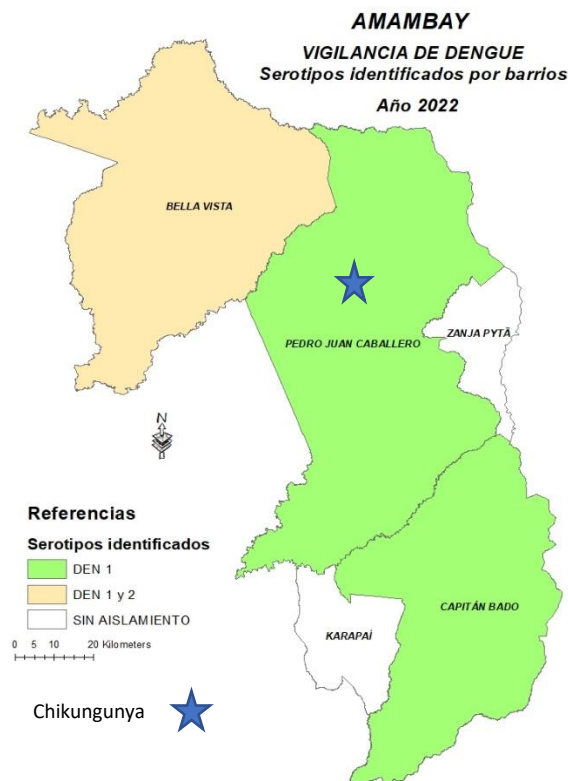 AMAMBAY
VIGILANCIA DE DENGUE
Serotipos identificados por barrios
Año 2022
BELLA VISTA
ZANJA PYTÃ
PEDRO JUAN CABALLERO
N
Referencias
Serotipos identificados
DEN 1
DEN 1 y 2
SIN AISLAMIENTO
0 5 10 20 Kilometers
CAPITÁN BADO
KARAPAÍ
Chikungunya